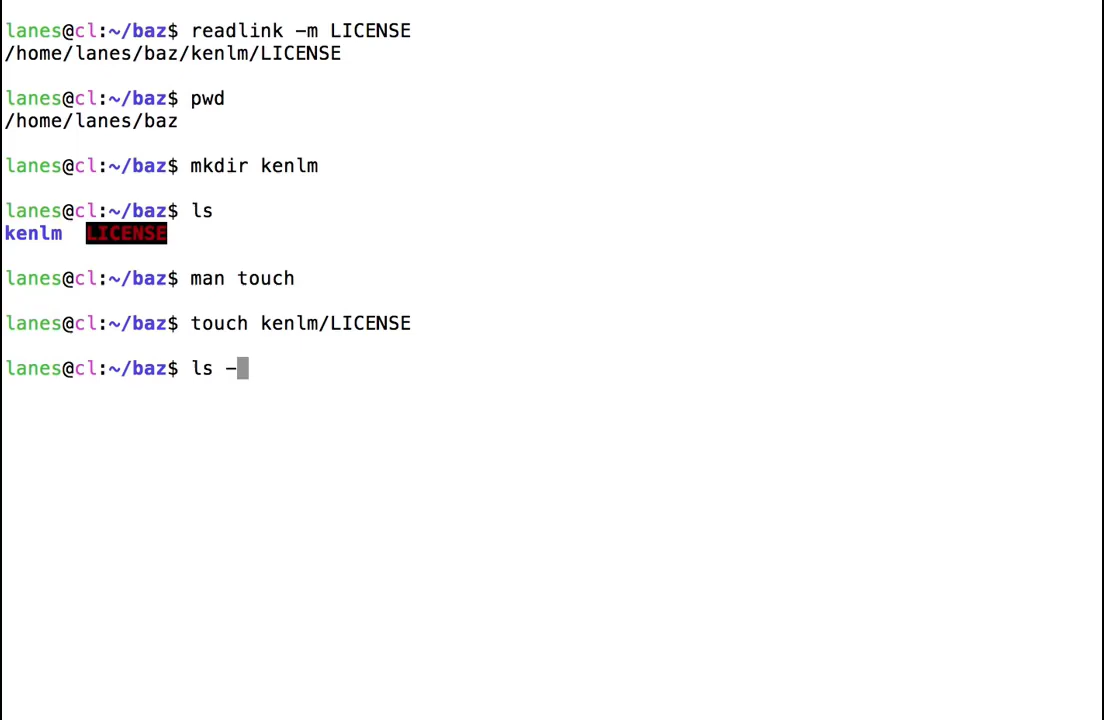 lanes@cl:~/baz$ readlink -m LICENSE
/home/lanes/baz/kenlm/LICENSE
lanes@cl:~/baz$ pwd
/home/lanes/baz
lanes@cl:~/baz$ mkdir kenlm
lanes@cl:~/baz$ ls
kenlm  LICENSE
lanes@cl:~/baz$ man touch
lanes@cl:~/baz$ touch kenlm/LICENSE
lanes@cl:~/baz$ ls -